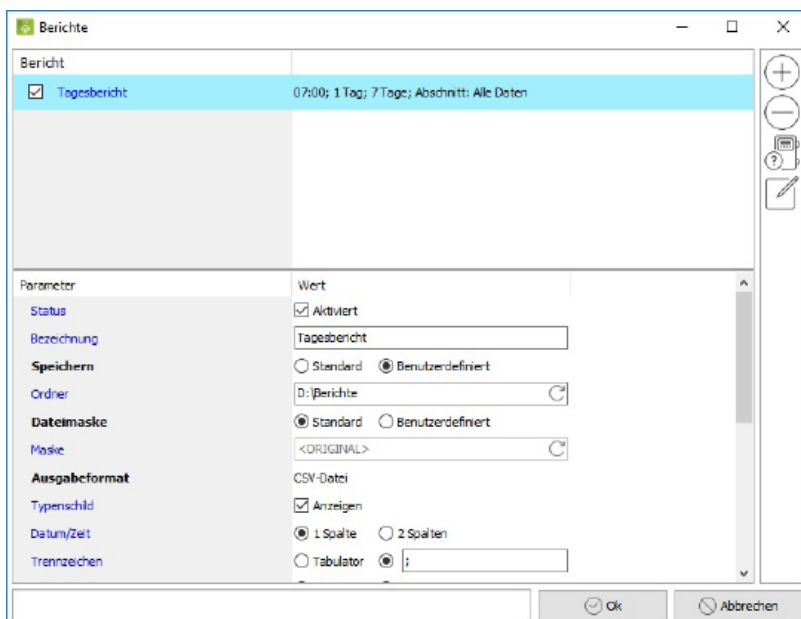 Berichte
Bericht
Tagesbericht 07:00; 1 Tag; 7 Tage; Abschnitt: Alle Daten
Parameter Wert
Status Aktiviert
Bezeichnung Tagesbericht
Speichern Standard Benutzerdefiniert
Ordner D:\Berichte
Dateimaske Standard Benutzerdefiniert
Maske <ORIGINAL>
Ausgabeformat CSV-Datei
Typenschild Anzeigen
Datum/Zeit 1 Spalte 2 Spalten
Trennzeichen Tabulator ;
Ok Abbrechen